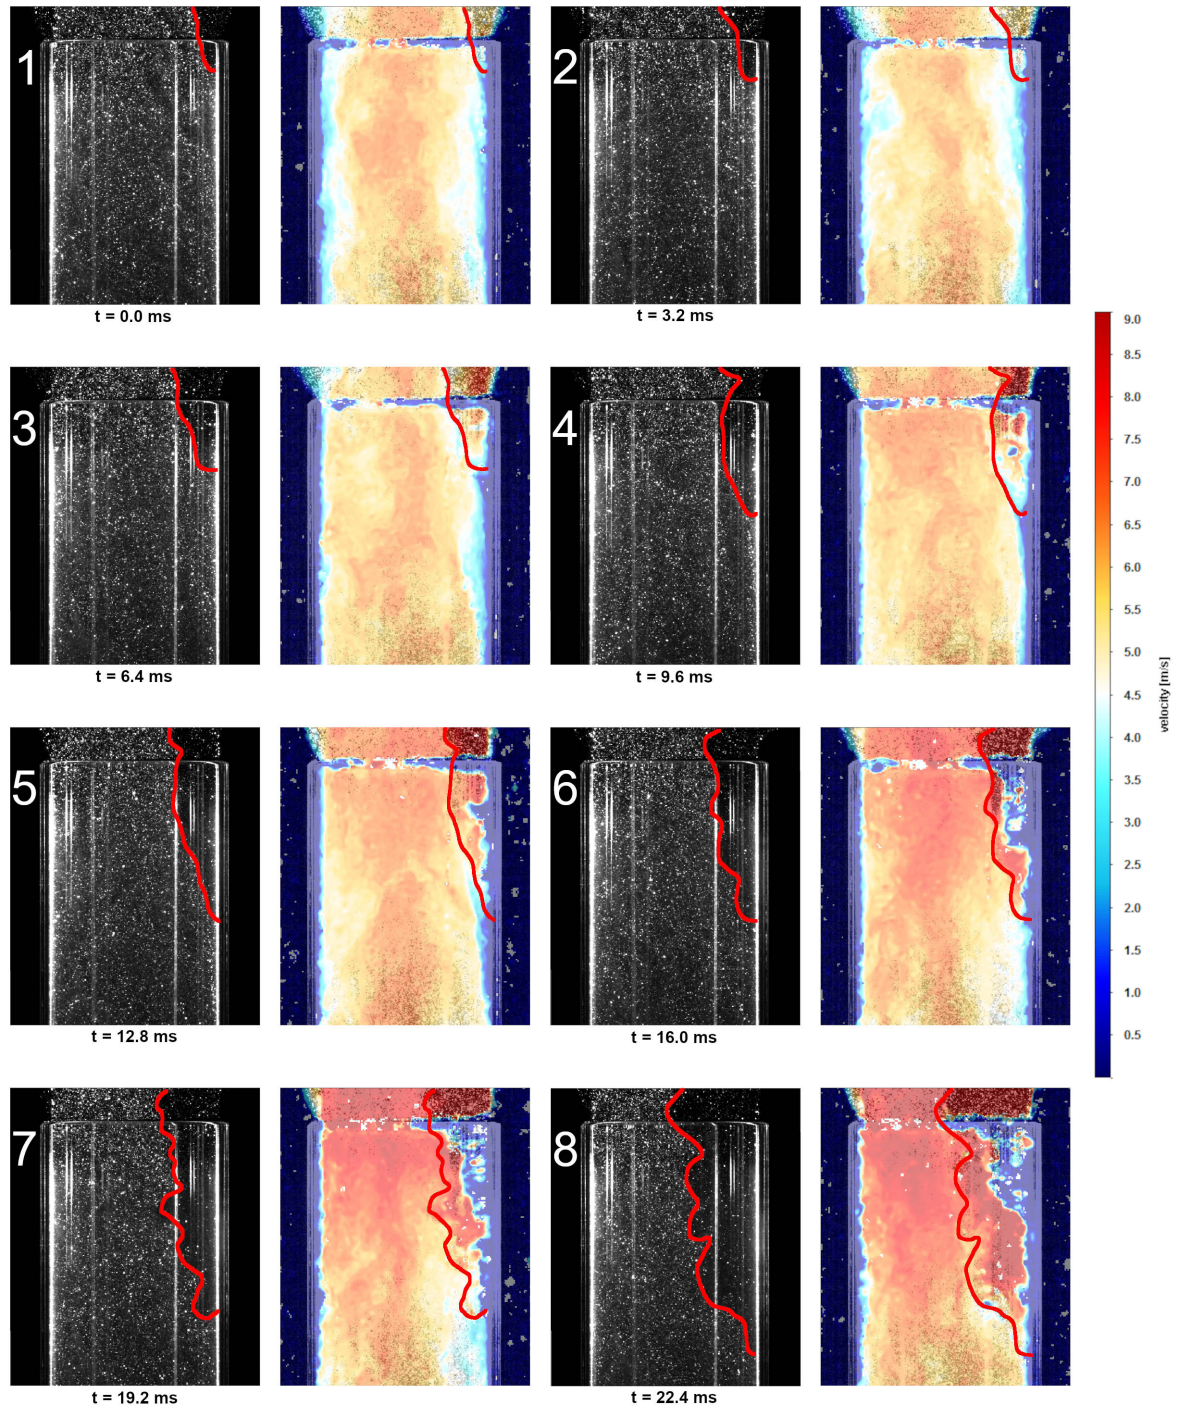 1
2
t = 0.0 ms
t = 3.2 ms
3
4
t = 6.4 ms
t = 9.6 ms
5
6
t = 12.8 ms
t = 16.0 ms
7
8
t = 19.2 ms
t = 22.4 ms
9.0
8.5
8.0
7.5
7.0
6.5
6.0
5.5
5.0
4.5
4.0
3.5
3.0
2.5
2.0
1.5
1.0
0.5
velocity [m/s]